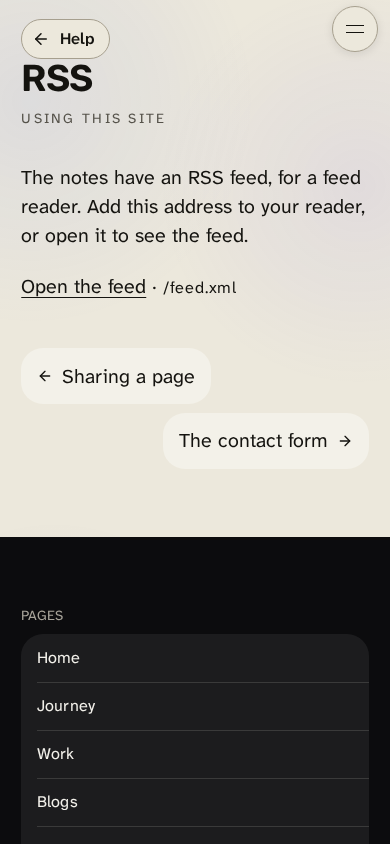 ← Help
RSS
USING THIS SITE
The notes have an RSS feed, for a feed
reader. Add this address to your reader,
or open it to see the feed.
Open the feed · /feed.xml
← Sharing a page
The contact form →
PAGES
Home
Journey
Work
Blogs